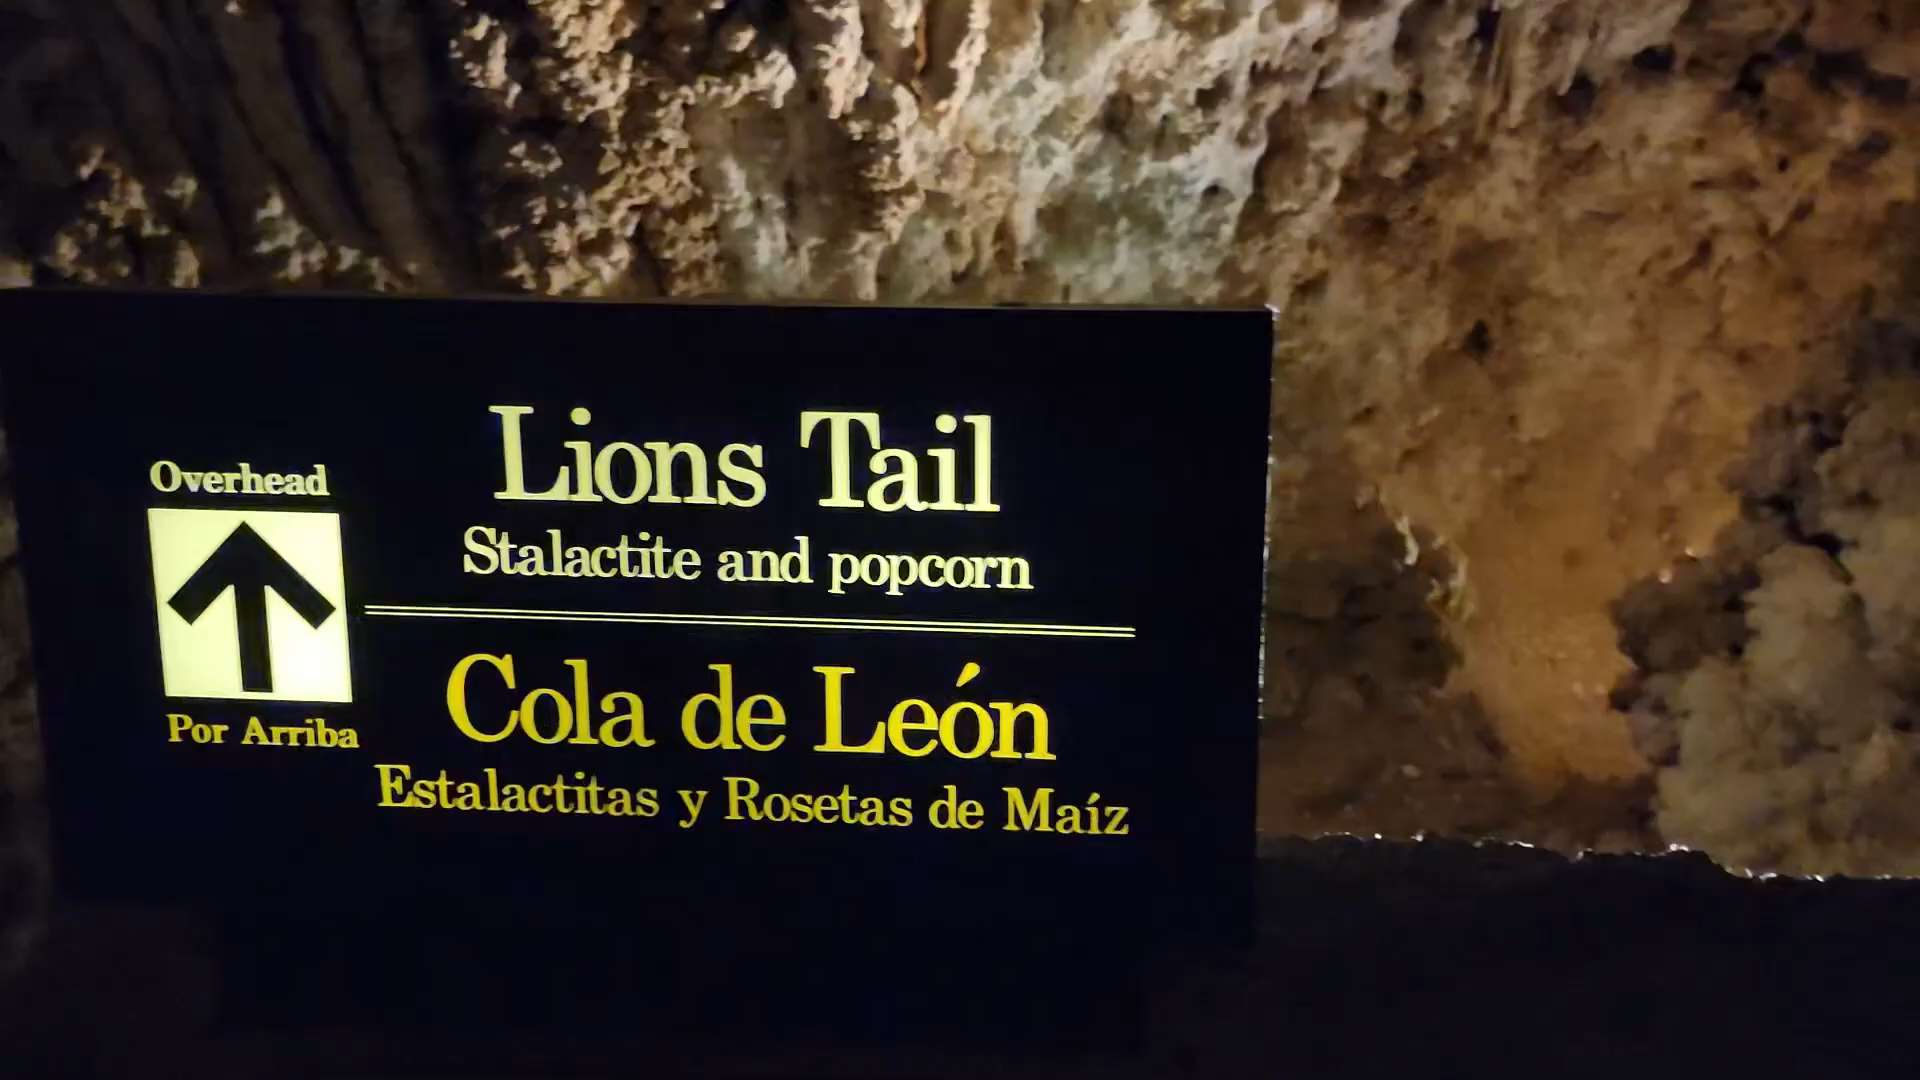 Overhead
Por Arriba
Lions Tail
Stalactite and popcorn
Cola de León
Estalactitas y Rosetas de Maíz